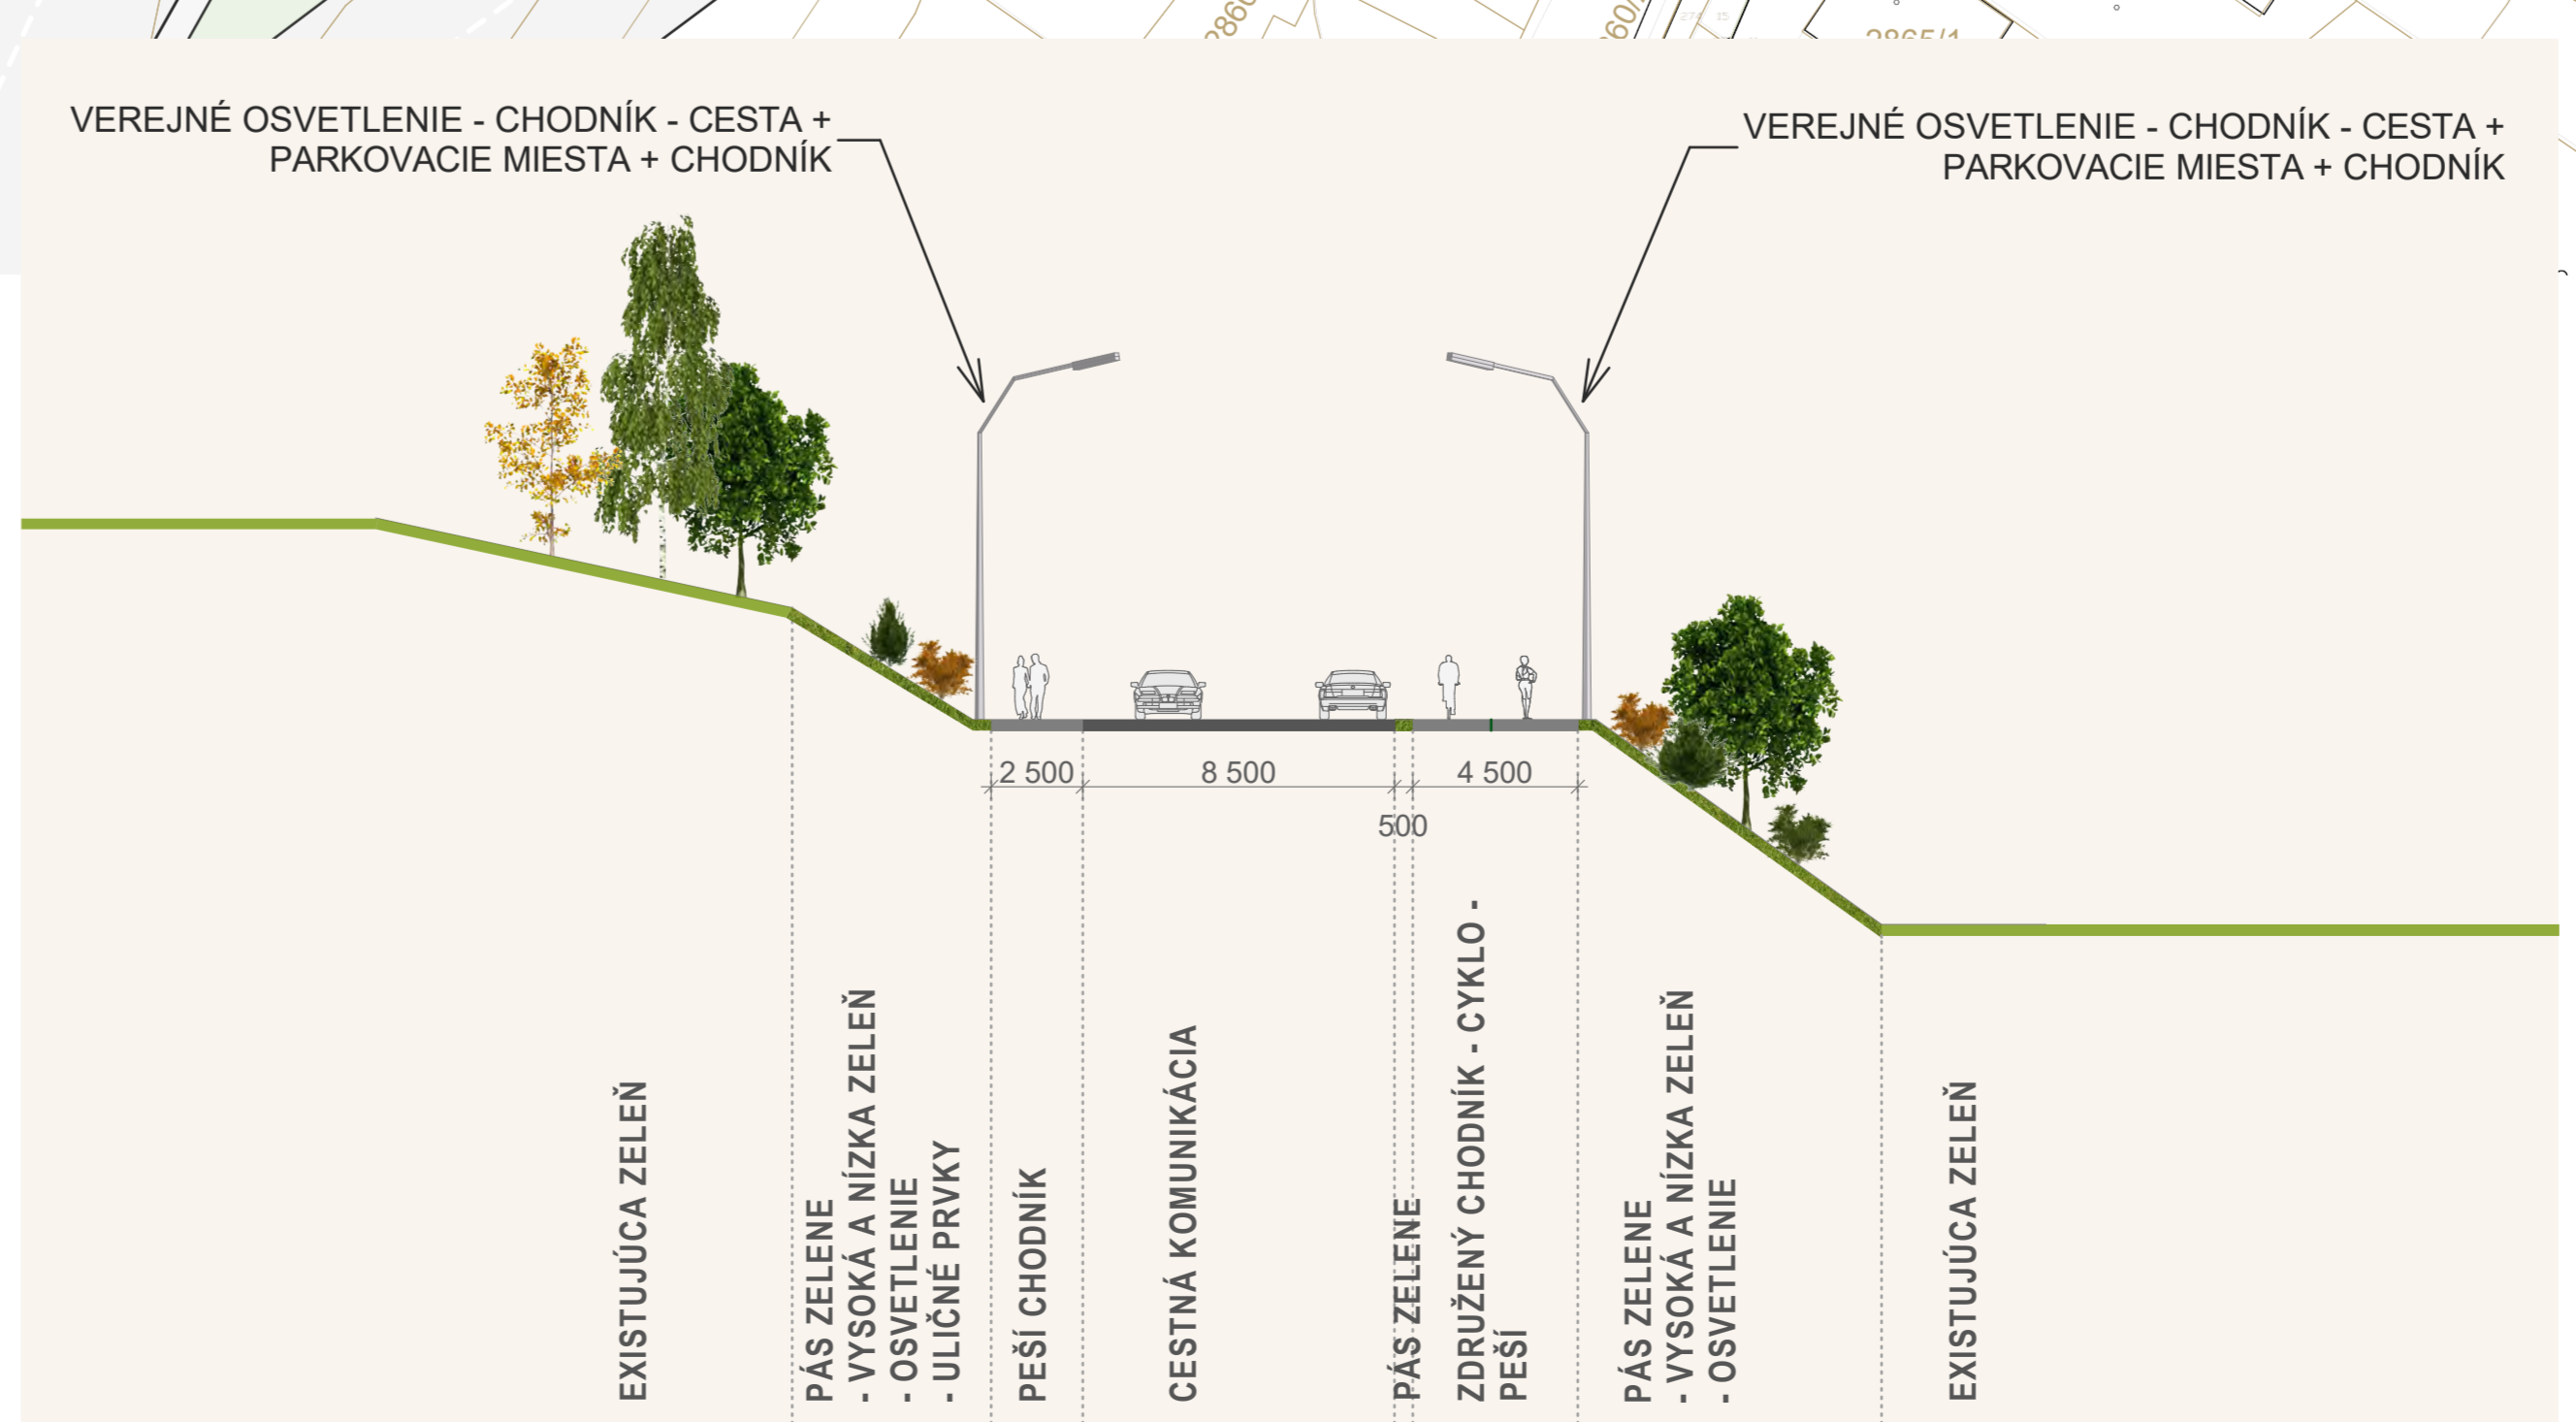 VEREJNÉ OSVETLENIE - CHODNÍK - CESTA +
PARKOVACIE MIESTA + CHODNÍK
VEREJNÉ OSVETLENIE - CHODNÍK - CESTA +
PARKOVACIE MIESTA + CHODNÍK
2 500
8 500
500
4 500
EXISTUJÚCA ZELEŇ
PÁS ZELENE
- VYSOKÁ A NÍZKA ZELEŇ
- OSVETLENIE
- ULIČNÉ PRVKY
PEŠÍ CHODNÍK
CESTNÁ KOMUNIKÁCIA
PÁS ZELENE
ZDRUŽENÝ CHODNÍK - CYKLO -
PEŠÍ
PÁS ZELENE
- VYSOKÁ A NÍZKA ZELEŇ
- OSVETLENIE
EXISTUJÚCA ZELEŇ